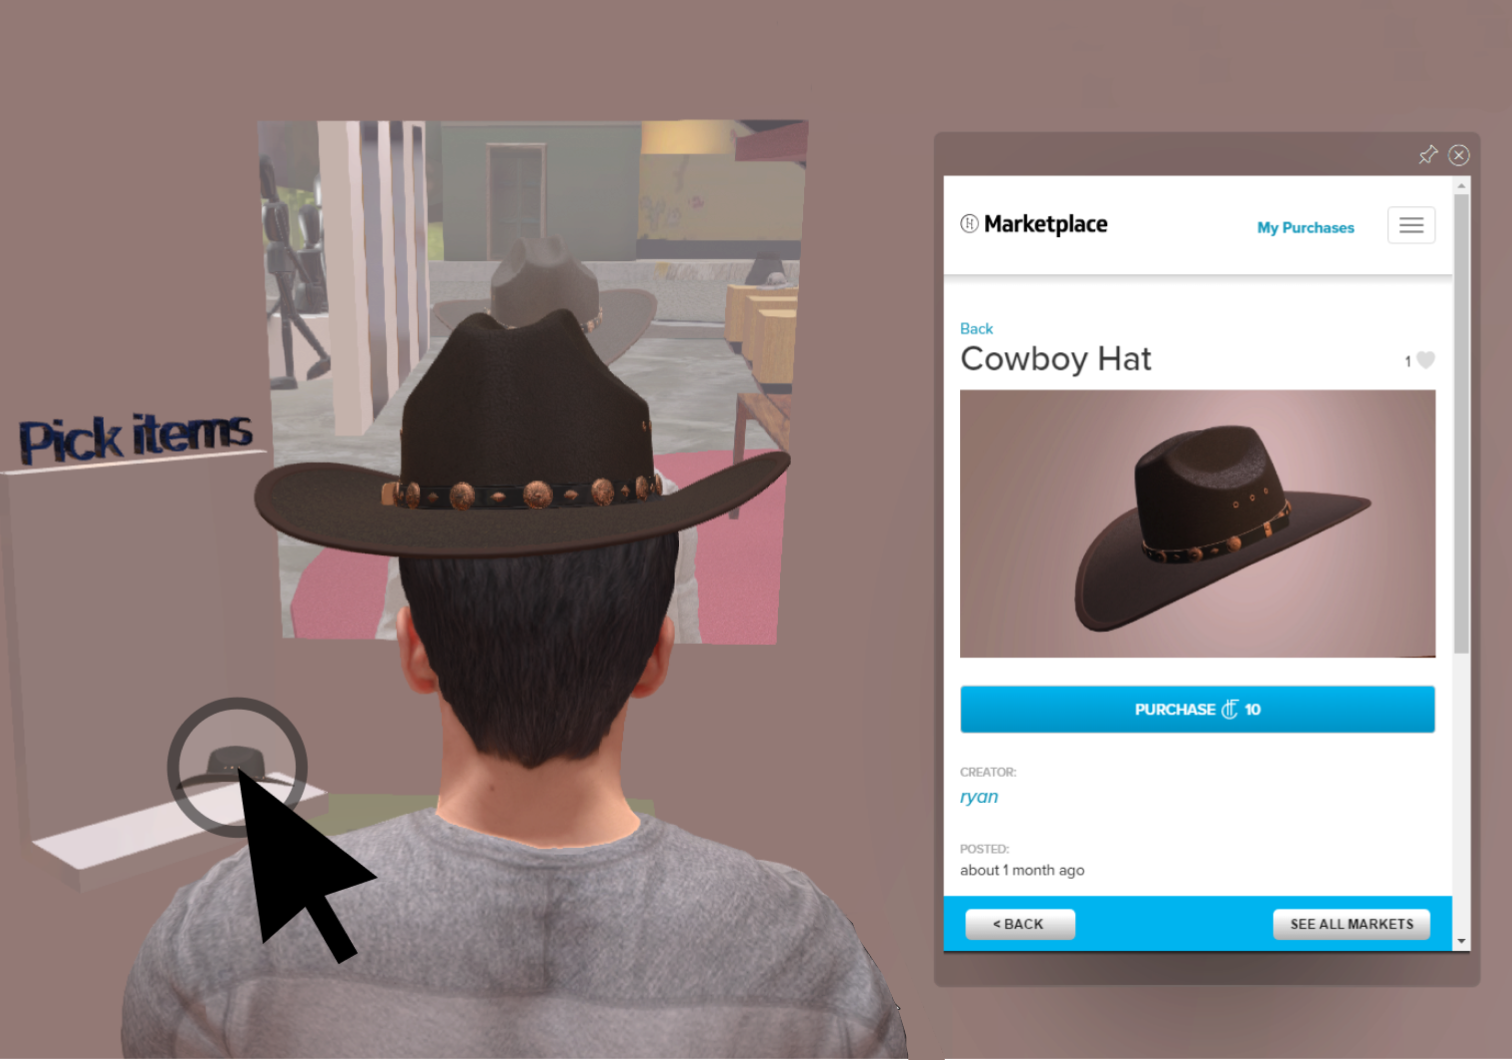 Pick items
Marketplace
My Purchases
Back
Cowboy Hat
1
PURCHASE 10
CREATOR:
ryan
POSTED:
about 1 month ago
< BACK
SEE ALL MARKETS